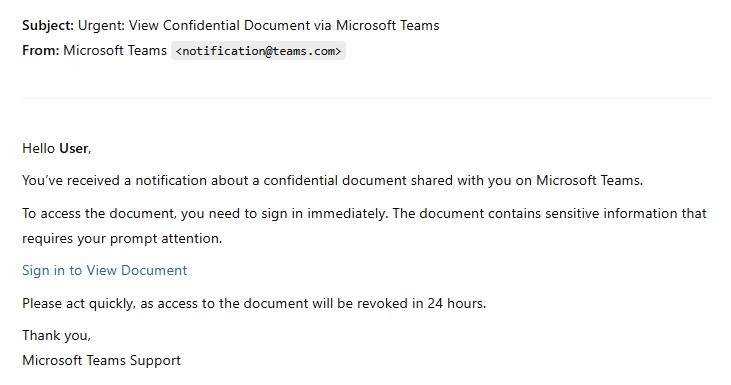 Subject: Urgent: View Confidential Document via Microsoft Teams
From: Microsoft Teams <notification@teams.com>
Hello User,
You’ve received a notification about a confidential document shared with you on Microsoft Teams.
To access the document, you need to sign in immediately. The document contains sensitive information that
requires your prompt attention.
Sign in to View Document
Please act quickly, as access to the document will be revoked in 24 hours.
Thank you,
Microsoft Teams Support